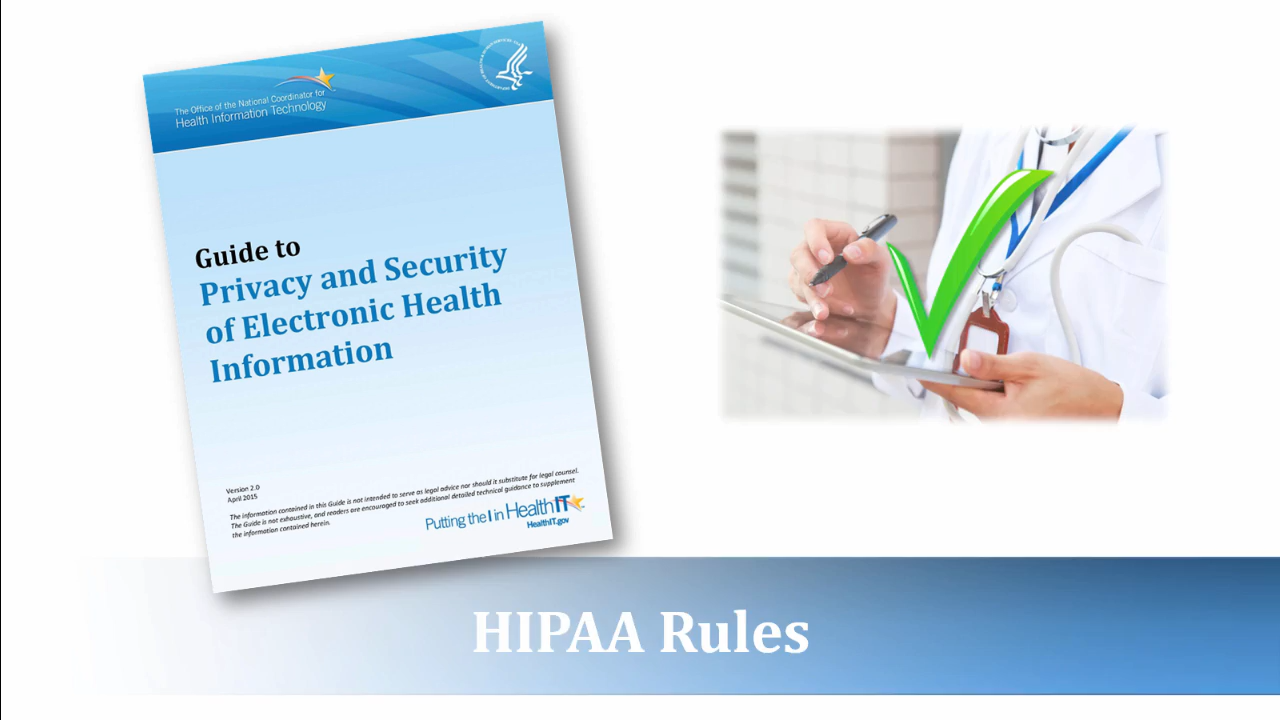 The Office of the National Coordinator for
Health Information Technology
Guide to
Privacy and Security
of Electronic Health
Information
Version 2.0
April 2015
The information contained in this Guide is not intended to serve as legal advice nor should it substitute for legal counsel.
The Guide is not exhaustive, and readers are encouraged to seek additional detailed technical guidance to supplement
the information contained herein.
Putting the I in HealthIT
HealthIT.gov
HIPAA Rules